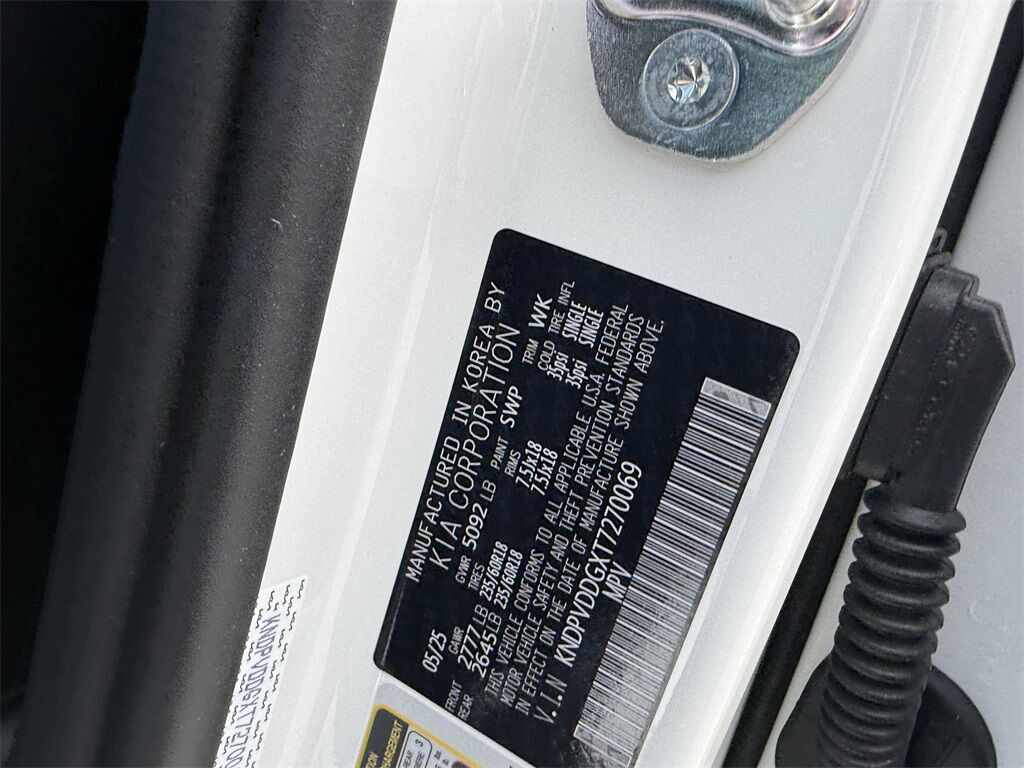 MANUFACTURED IN KOREA BY
KIA CORPORATION
05/25 GVWR 5092 LB PAINT SWP TRIM WK
GAWR TIRES RIMS COLD TIRE INFL
FRONT 2777 LB 235/60R18 7.5Jx18 35psi SINGLE
REAR 2645 LB 235/60R18 7.5Jx18 35psi SINGLE
THIS VEHICLE CONFORMS TO ALL APPLICABLE U.S.A. FEDERAL
MOTOR VEHICLE SAFETY AND THEFT PREVENTION STANDARDS
IN EFFECT ON THE DATE OF MANUFACTURE SHOWN ABOVE.
V.I.N KNDPVDDGXT7270069
MPV
KNDPVDDGXT72700